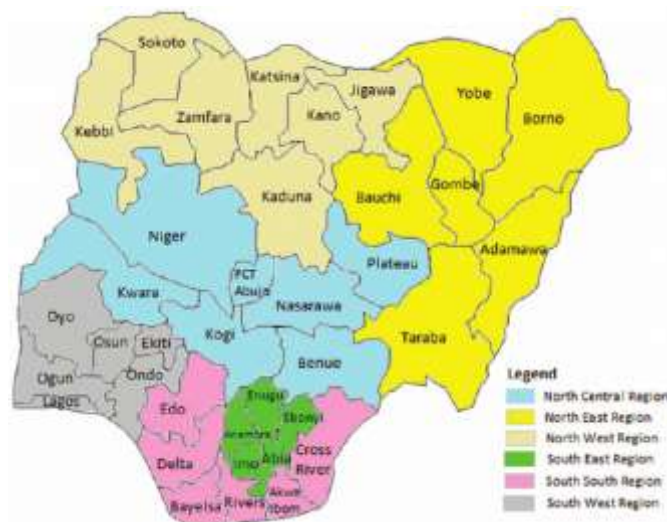 Sokoto
Katsina
Jigawa
Yobe
Borno
Kebbi
Zamfara
Kano
Kaduna
Bauchi
Gombe
Adamawa
Niger
Plateau
FCT
Abuja
Kwara
Nasarawa
Oyo
Kogi
Taraba
Osun
Ekiti
Benue
Ogun
Ondo
Lagos
Edo
Enugu
Ebonyi
Anambra
Imo
Abia
Cross
River
Delta
Bayelsa
Rivers
Akwa
Ibom
Legend
North Central Region
North East Region
North West Region
South East Region
South South Region
South West Region